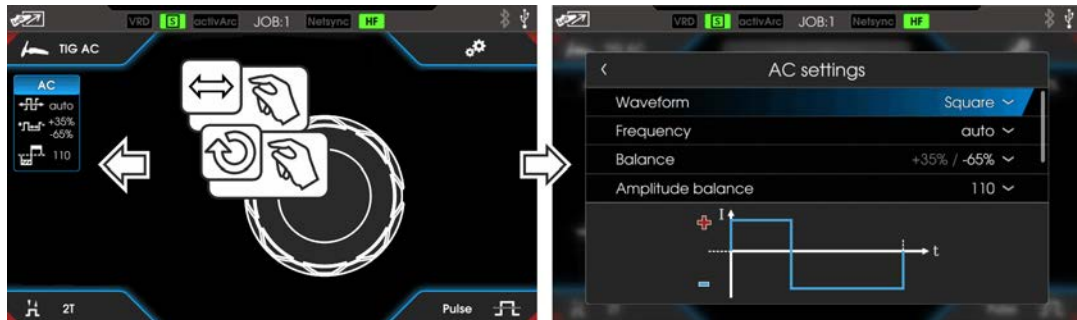 VRD S activArc JOB:1 Netsync HF
TIG AC
AC
auto
+35%
-65%
110
2T
Pulse
VRD S activArc JOB:1 Netsync HF
AC settings
Waveform Square
Frequency auto
Balance +35% / -65%
Amplitude balance 110
I
t